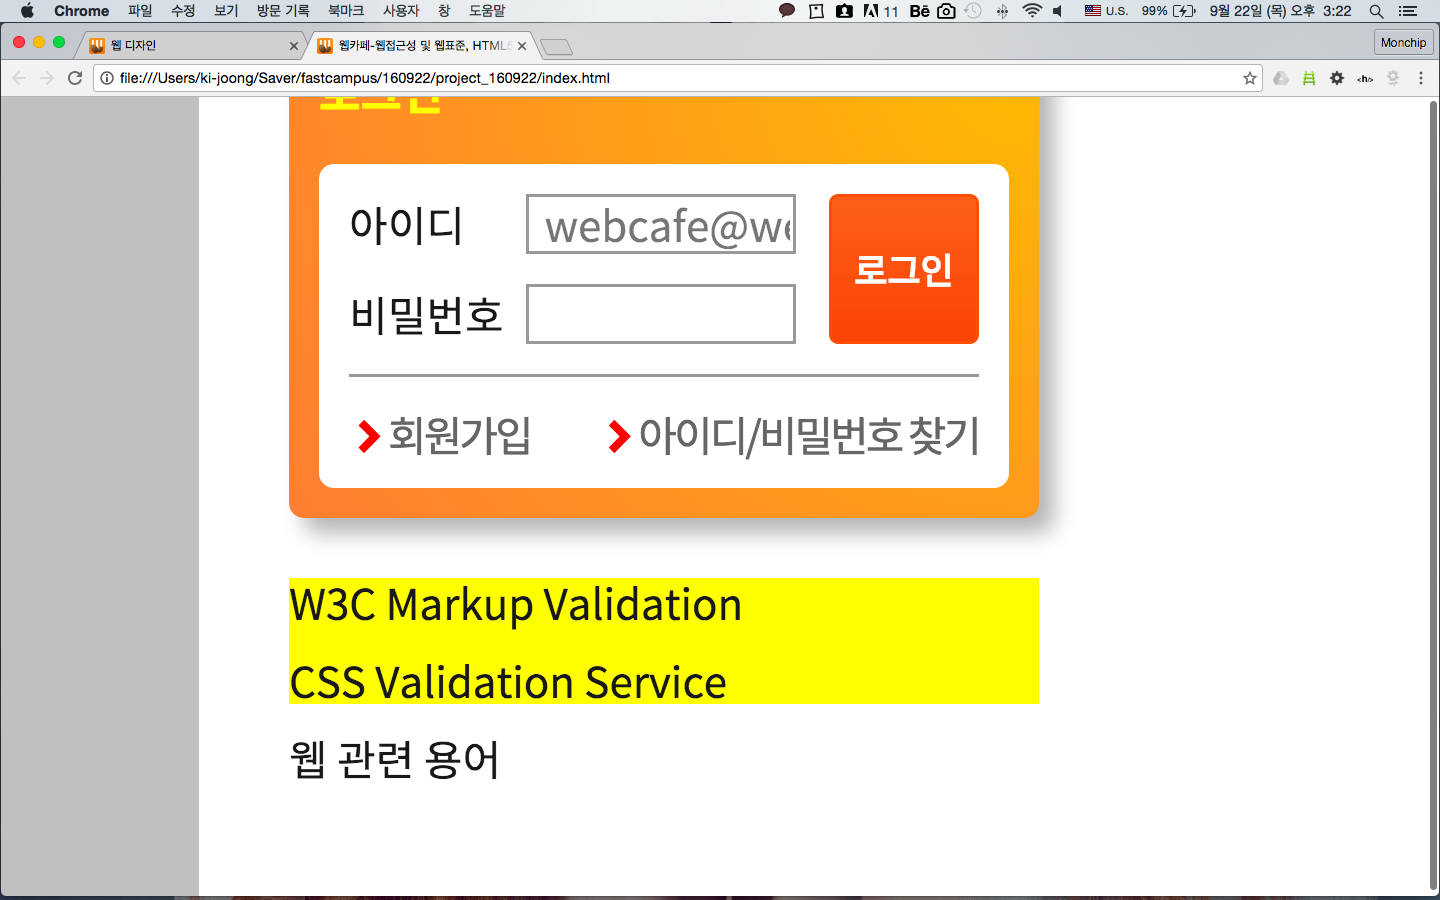 Chrome 파일 수정 보기 방문 기록 북마크 사용자 창 도움말 11 Bē U.S. 99% 9월 22일 (목) 오후 3:22
웹 디자인 웹카페-웹접근성 및 웹표준, HTML5 Monchip
file:///Users/ki-joong/Saver/fastcampus/160922/project_160922/index.html <h/>
로그인
아이디 webcafe@we
로그인
비밀번호
회원가입 아이디/비밀번호 찾기
W3C Markup Validation
CSS Validation Service
웹 관련 용어